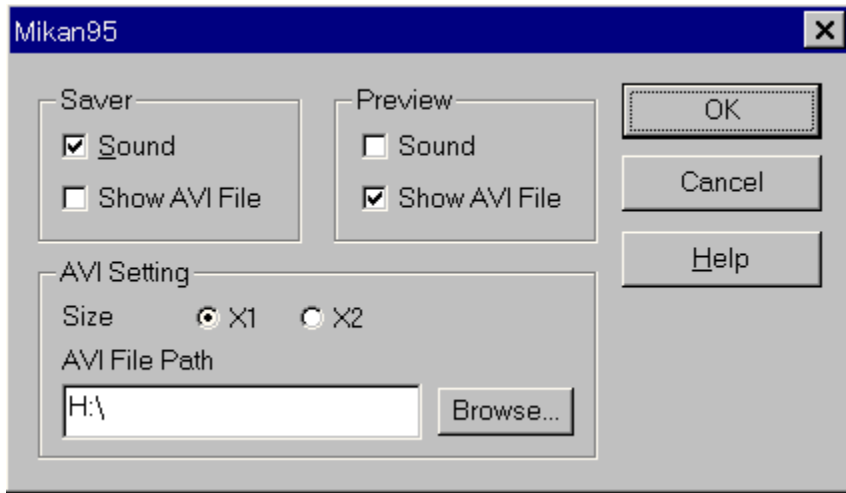 Mikan95
Saver
Sound
Show AVI File
Preview
Sound
Show AVI File
OK
Cancel
Help
AVI Setting
Size X1 X2
AVI File Path
H:\
Browse...